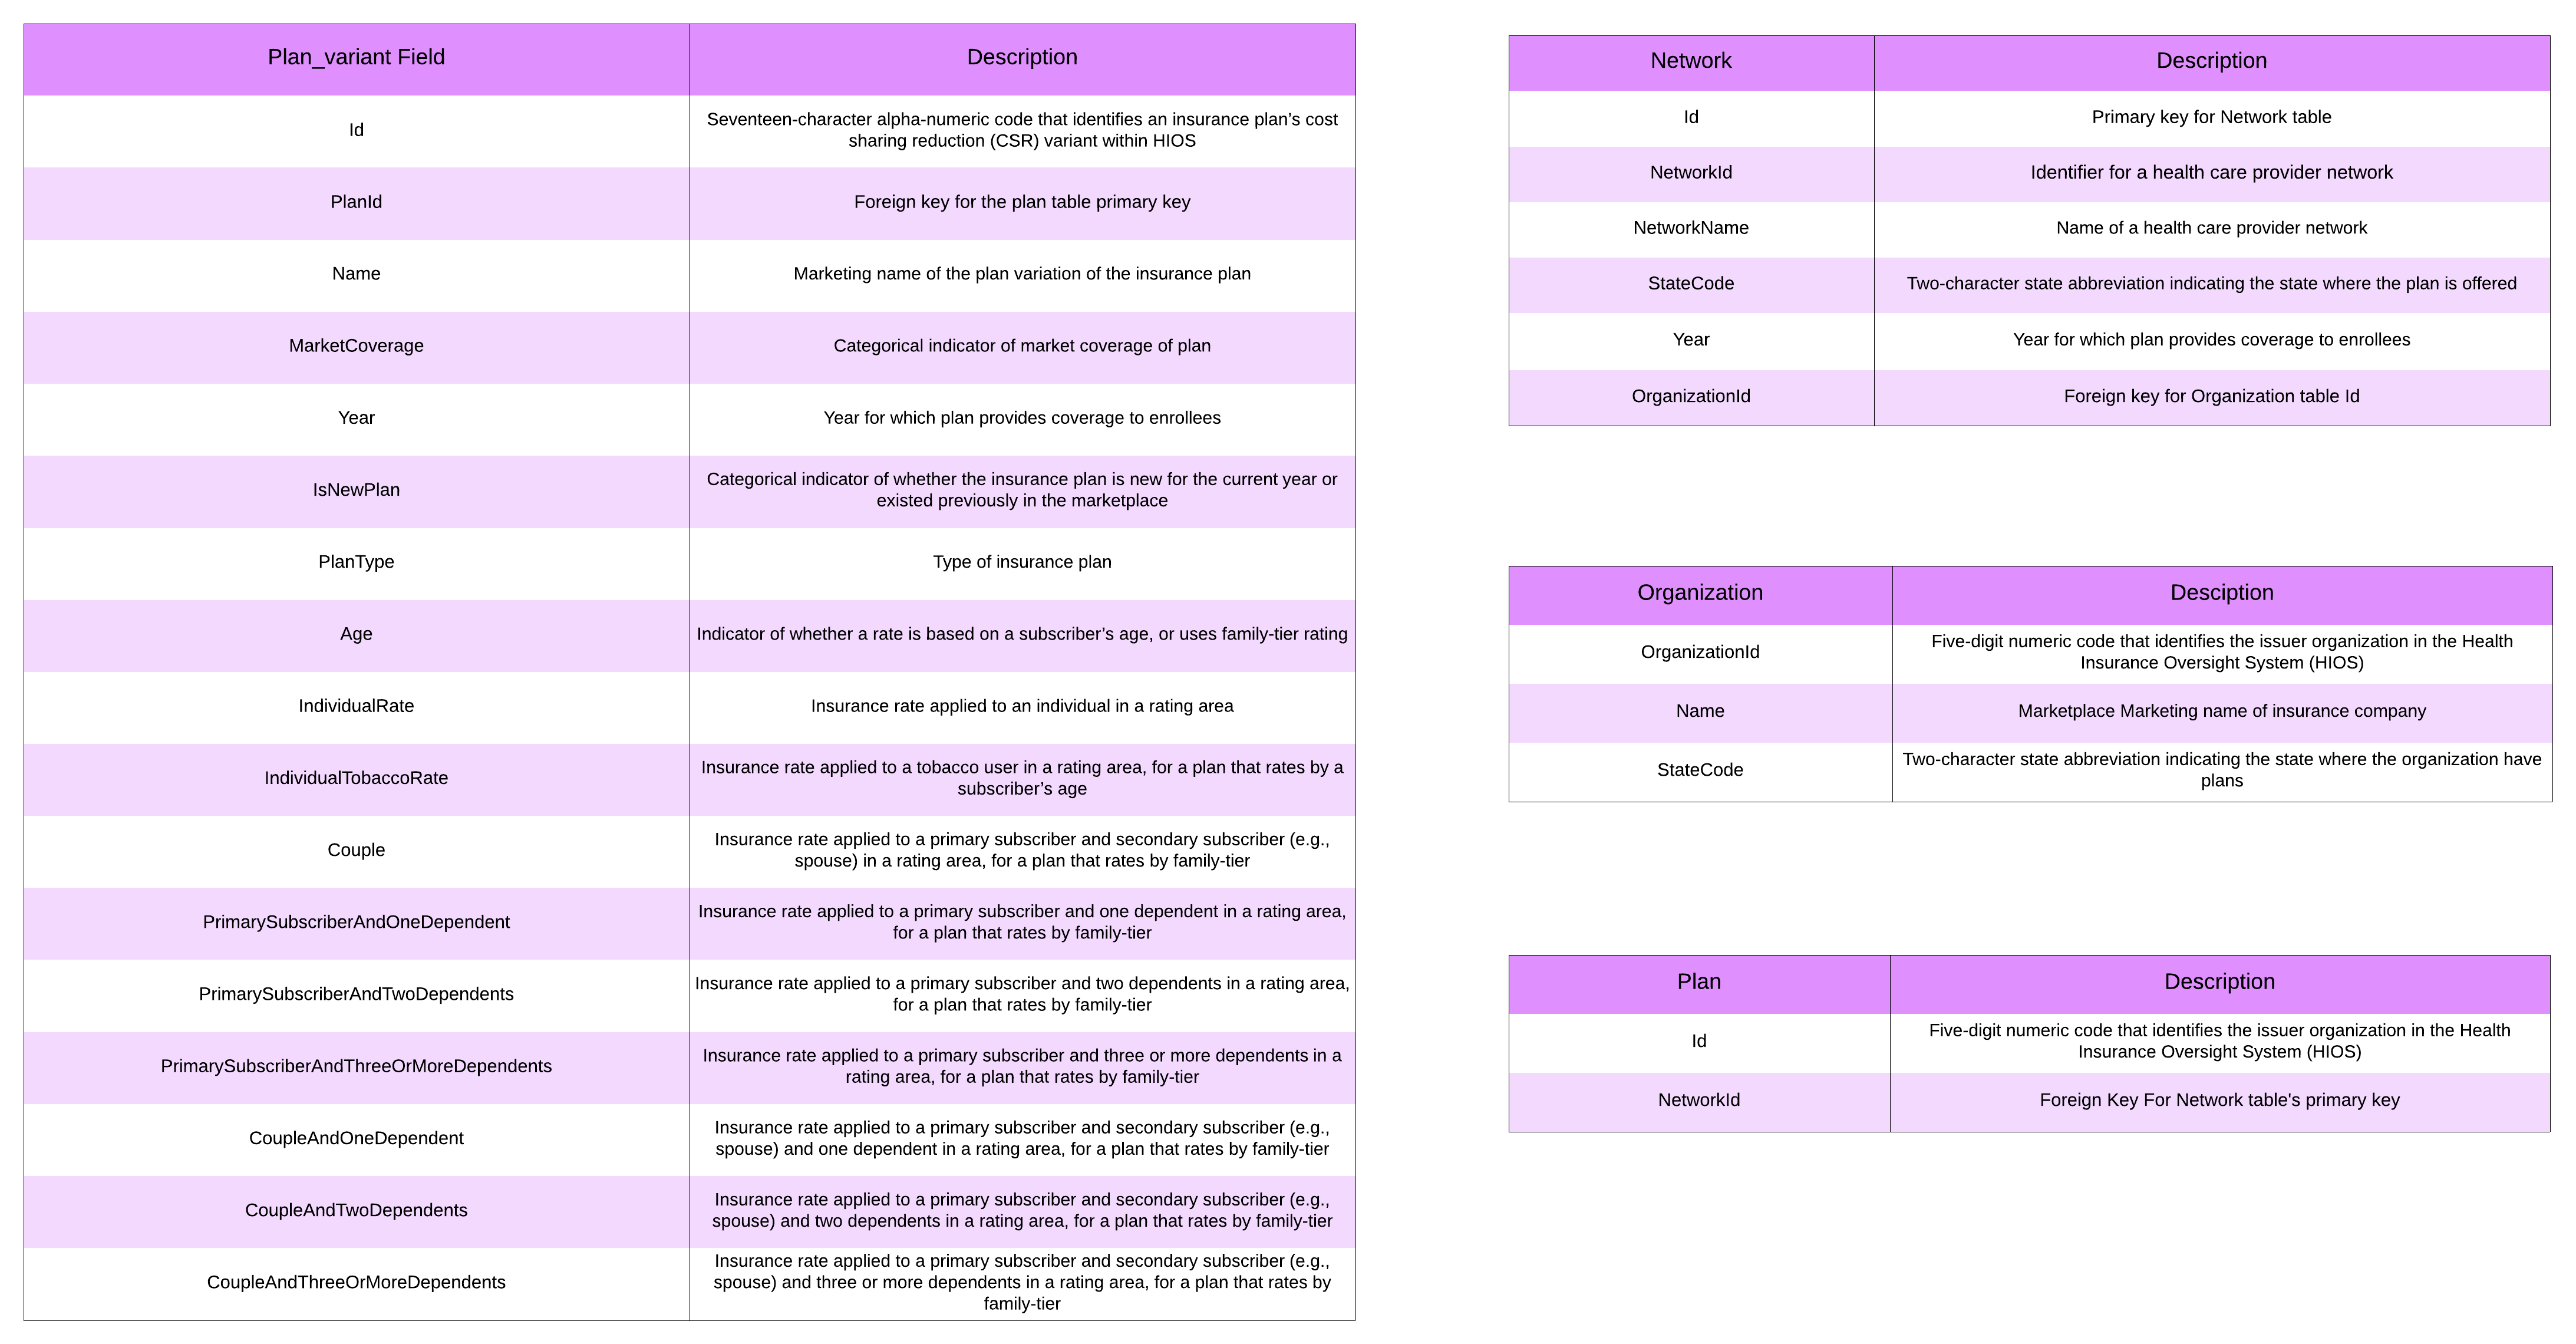 Plan_variant Field
Description
Id
Seventeen-character alpha-numeric code that identifies an insurance plan’s cost
sharing reduction (CSR) variant within HIOS
PlanId
Foreign key for the plan table primary key
Name
Marketing name of the plan variation of the insurance plan
MarketCoverage
Categorical indicator of market coverage of plan
Year
Year for which plan provides coverage to enrollees
IsNewPlan
Categorical indicator of whether the insurance plan is new for the current year or
existed previously in the marketplace
PlanType
Type of insurance plan
Age
Indicator of whether a rate is based on a subscriber’s age, or uses family-tier rating
IndividualRate
Insurance rate applied to an individual in a rating area
IndividualTobaccoRate
Insurance rate applied to a tobacco user in a rating area, for a plan that rates by a
subscriber’s age
Couple
Insurance rate applied to a primary subscriber and secondary subscriber (e.g.,
spouse) in a rating area, for a plan that rates by family-tier
PrimarySubscriberAndOneDependent
Insurance rate applied to a primary subscriber and one dependent in a rating area,
for a plan that rates by family-tier
PrimarySubscriberAndTwoDependents
Insurance rate applied to a primary subscriber and two dependents in a rating area,
for a plan that rates by family-tier
PrimarySubscriberAndThreeOrMoreDependents
Insurance rate applied to a primary subscriber and three or more dependents in a
rating area, for a plan that rates by family-tier
CoupleAndOneDependent
Insurance rate applied to a primary subscriber and secondary subscriber (e.g.,
spouse) and one dependent in a rating area, for a plan that rates by family-tier
CoupleAndTwoDependents
Insurance rate applied to a primary subscriber and secondary subscriber (e.g.,
spouse) and two dependents in a rating area, for a plan that rates by family-tier
CoupleAndThreeOrMoreDependents
Insurance rate applied to a primary subscriber and secondary subscriber (e.g.,
spouse) and three or more dependents in a rating area, for a plan that rates by
family-tier
Network
Description
Id
Primary key for Network table
NetworkId
Identifier for a health care provider network
NetworkName
Name of a health care provider network
StateCode
Two-character state abbreviation indicating the state where the plan is offered
Year
Year for which plan provides coverage to enrollees
OrganizationId
Foreign key for Organization table Id
Organization
Desciption
OrganizationId
Five-digit numeric code that identifies the issuer organization in the Health
Insurance Oversight System (HIOS)
Name
Marketplace Marketing name of insurance company
StateCode
Two-character state abbreviation indicating the state where the organization have
plans
Plan
Description
Id
Five-digit numeric code that identifies the issuer organization in the Health
Insurance Oversight System (HIOS)
NetworkId
Foreign Key For Network table's primary key